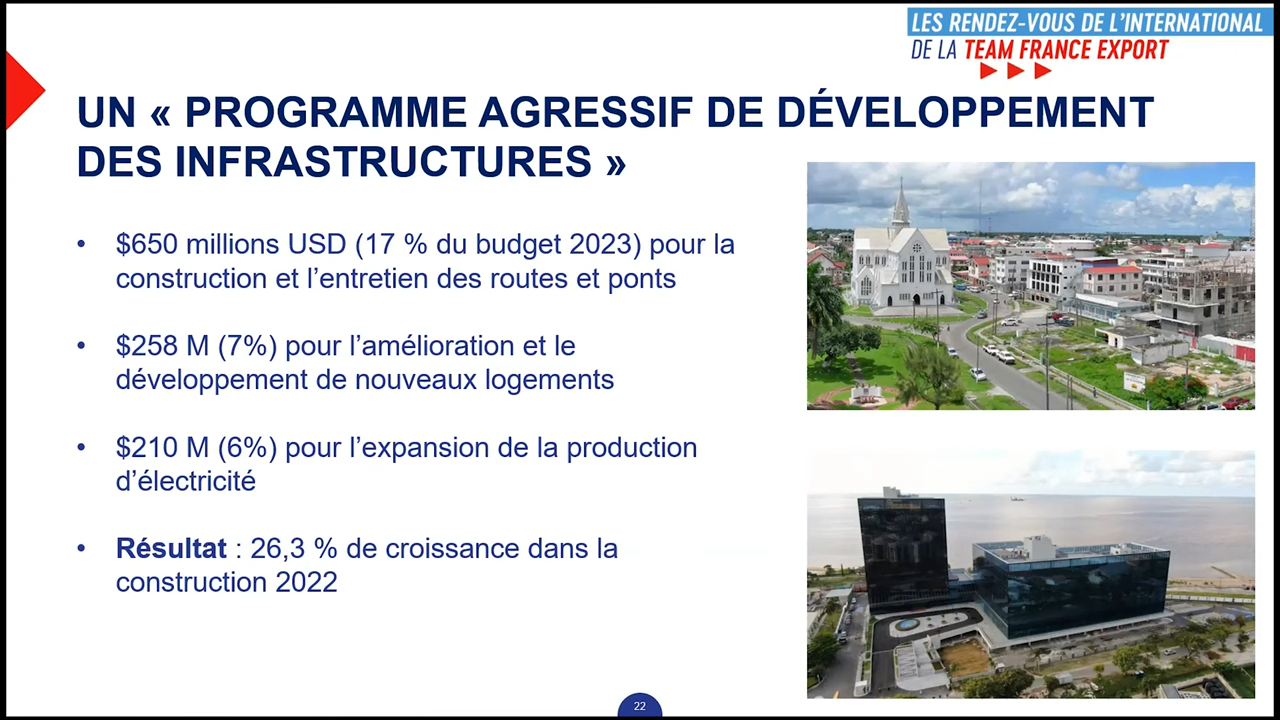 LES RENDEZ-VOUS DE L'INTERNATIONAL
DE LA TEAM FRANCE EXPORT
UN « PROGRAMME AGRESSIF DE DÉVELOPPEMENT
DES INFRASTRUCTURES »
• $650 millions USD (17 % du budget 2023) pour la
construction et l'entretien des routes et ponts
• $258 M (7%) pour l'amélioration et le
développement de nouveaux logements
• $210 M (6%) pour l'expansion de la production
d'électricité
• Résultat : 26,3 % de croissance dans la
construction 2022
22